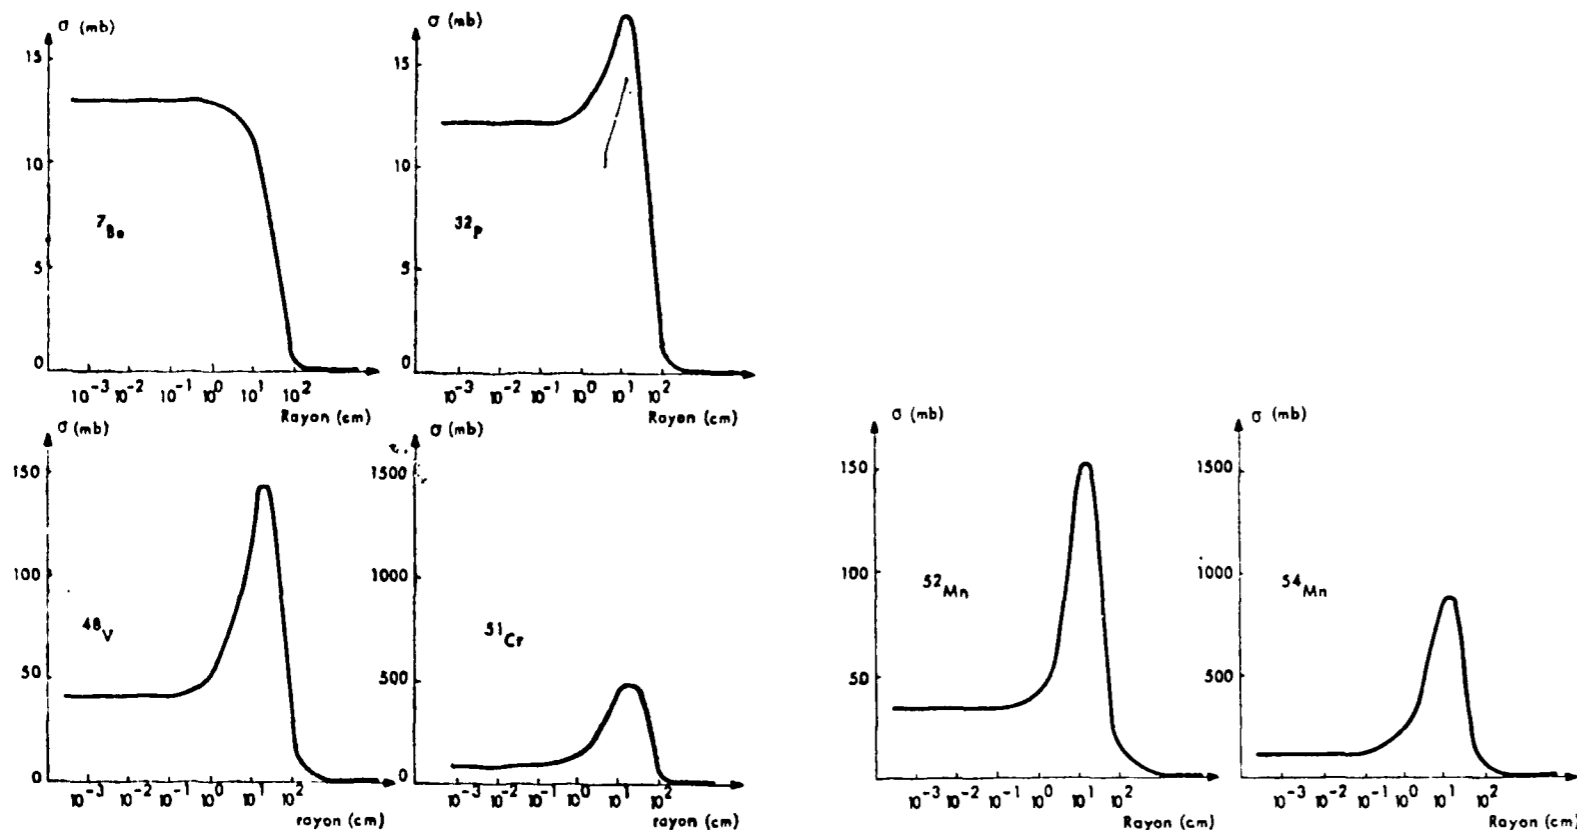 σ (mb)
15
10
5
0
⁷Be
10⁻³ 10⁻² 10⁻¹ 10⁰ 10¹ 10²
Rayon (cm)
σ (mb)
15
10
5
0
³²P
10⁻³ 10⁻² 10⁻¹ 10⁰ 10¹ 10²
Rayon (cm)
σ (mb)
150
100
50
0
⁴⁸V
10⁻³ 10⁻² 10⁻¹ 10⁰ 10¹ 10²
rayon (cm)
σ (mb)
1500
1000
500
0
⁵¹Cr
10⁻³ 10⁻² 10⁻¹ 10⁰ 10¹ 10²
rayon (cm)
σ (mb)
150
100
50
⁵²Mn
10⁻³ 10⁻² 10⁻¹ 10⁰ 10¹ 10²
Rayon (cm)
σ (mb)
1500
1000
500
⁵⁴Mn
10⁻³ 10⁻² 10⁻¹ 10⁰ 10¹ 10²
Rayon (cm)